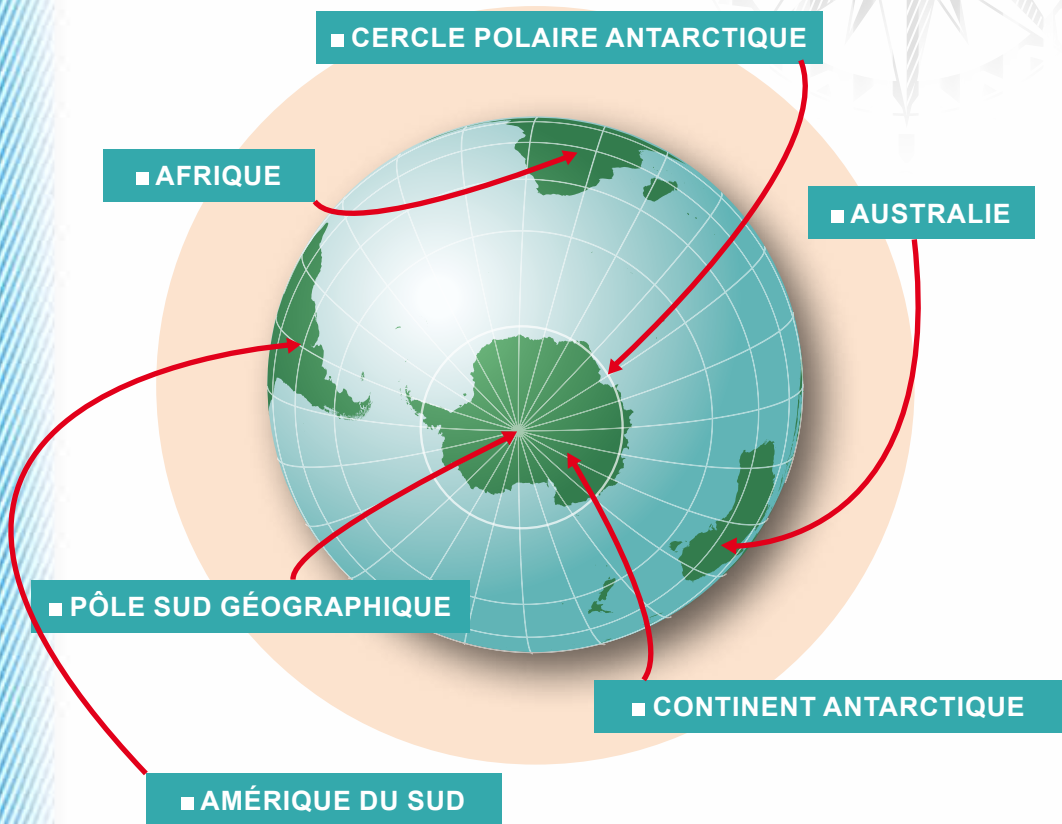 ■ CERCLE POLAIRE ANTARCTIQUE
■ AFRIQUE
■ AUSTRALIE
■ PÔLE SUD GÉOGRAPHIQUE
■ CONTINENT ANTARCTIQUE
■ AMÉRIQUE DU SUD